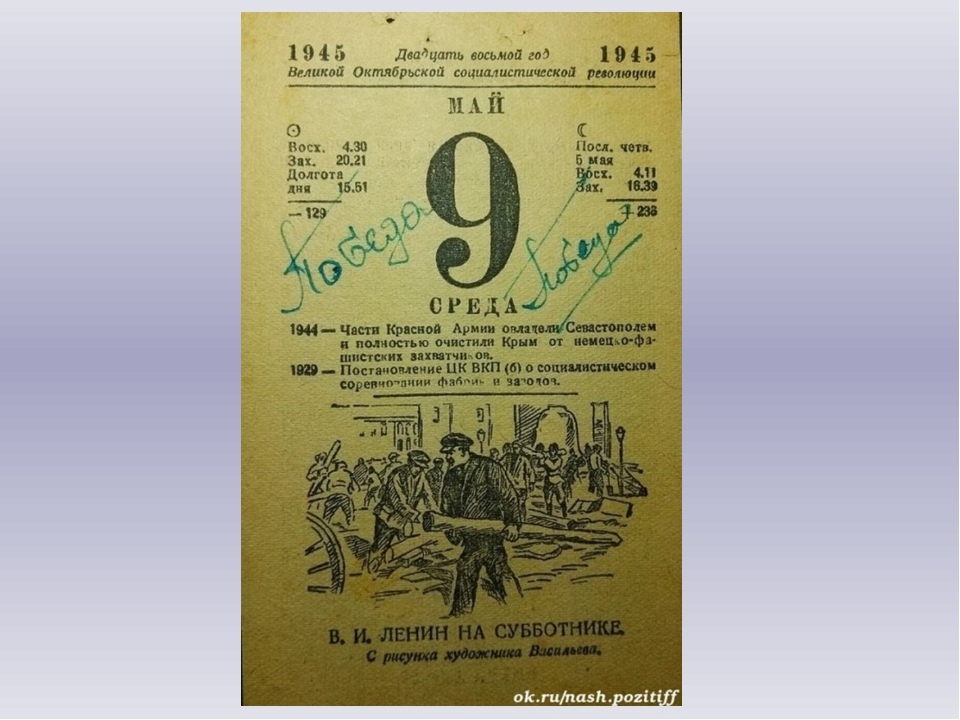 1945 Двадцать восьмой год 1945
Великой Октябрьской социалистической революции
МАЙ
Восх. 4.30
Зах. 20.21
Долгота
дня 15.51
— 129
9
Посл. четв.
5 мая
Восх. 4.11
Зах. 16.39
— 236
Победа
Победа!
СРЕДА
1944 — Части Красной Армии овладели Севастополем
и полностью очистили Крым от немецко-фа-
шистских захватчиков.
1929 — Постановление ЦК ВКП (б) о социалистическом
соревновании фабрик и заводов.
В. И. ЛЕНИН НА СУББОТНИКЕ.
С рисунка художника Васильева.
ok.ru/nash.pozitiff